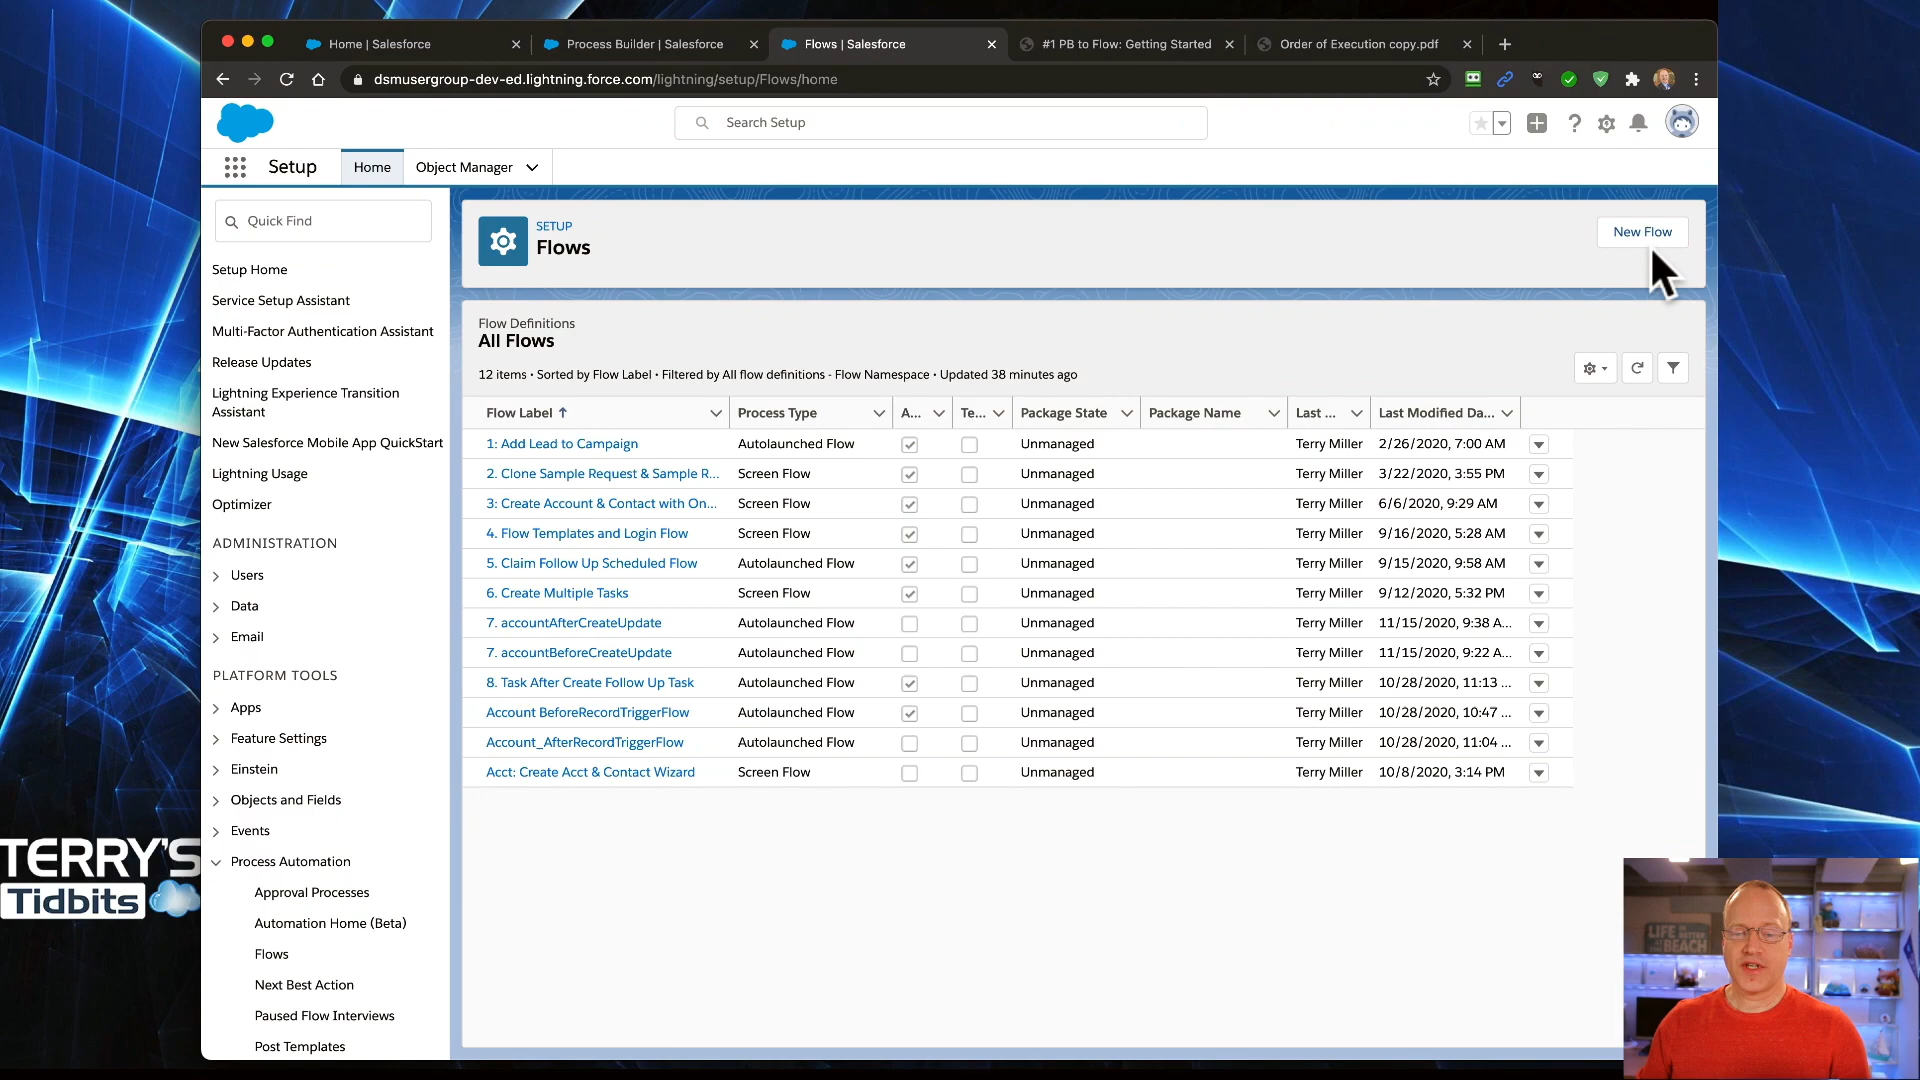 Home | Salesforce
Process Builder | Salesforce
Flows | Salesforce
#1 PB to Flow: Getting Started
Order of Execution copy.pdf
dsmusergroup-dev-ed.lightning.force.com/lightning/setup/Flows/home
Search Setup
Setup
Home
Object Manager
Quick Find
Setup Home
Service Setup Assistant
Multi-Factor Authentication Assistant
Release Updates
Lightning Experience Transition
Assistant
New Salesforce Mobile App QuickStart
Lightning Usage
Optimizer
ADMINISTRATION
Users
Data
Email
PLATFORM TOOLS
Apps
Feature Settings
Einstein
Objects and Fields
Events
Process Automation
Approval Processes
Automation Home (Beta)
Flows
Next Best Action
Paused Flow Interviews
Post Templates
SETUP
Flows
New Flow
Flow Definitions
All Flows
12 items • Sorted by Flow Label • Filtered by All flow definitions - Flow Namespace • Updated 38 minutes ago
Flow Label Process Type A... Te... Package State Package Name Last ... Last Modified Da...
1: Add Lead to Campaign Autolaunched Flow Unmanaged Terry Miller 2/26/2020, 7:00 AM
2. Clone Sample Request & Sample R... Screen Flow Unmanaged Terry Miller 3/22/2020, 3:55 PM
3: Create Account & Contact with On... Screen Flow Unmanaged Terry Miller 6/6/2020, 9:29 AM
4. Flow Templates and Login Flow Screen Flow Unmanaged Terry Miller 9/16/2020, 5:28 AM
5. Claim Follow Up Scheduled Flow Autolaunched Flow Unmanaged Terry Miller 9/15/2020, 9:58 AM
6. Create Multiple Tasks Screen Flow Unmanaged Terry Miller 9/12/2020, 5:32 PM
7. accountAfterCreateUpdate Autolaunched Flow Unmanaged Terry Miller 11/15/2020, 9:38 A...
7. accountBeforeCreateUpdate Autolaunched Flow Unmanaged Terry Miller 11/15/2020, 9:22 A...
8. Task After Create Follow Up Task Autolaunched Flow Unmanaged Terry Miller 10/28/2020, 11:13 ...
Account BeforeRecordTriggerFlow Autolaunched Flow Unmanaged Terry Miller 10/28/2020, 10:47 ...
Account_AfterRecordTriggerFlow Autolaunched Flow Unmanaged Terry Miller 10/28/2020, 11:04 ...
Acct: Create Acct & Contact Wizard Screen Flow Unmanaged Terry Miller 10/8/2020, 3:14 PM
TERRY'S
Tidbits
LIFE IS
BETTER
AT THE
BEACH